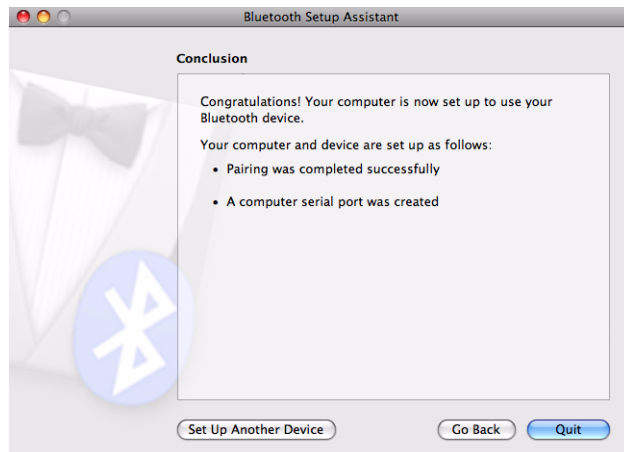 Bluetooth Setup Assistant
Conclusion
Congratulations! Your computer is now set up to use your
Bluetooth device.
Your computer and device are set up as follows:
• Pairing was completed successfully
• A computer serial port was created
Set Up Another Device
Go Back
Quit